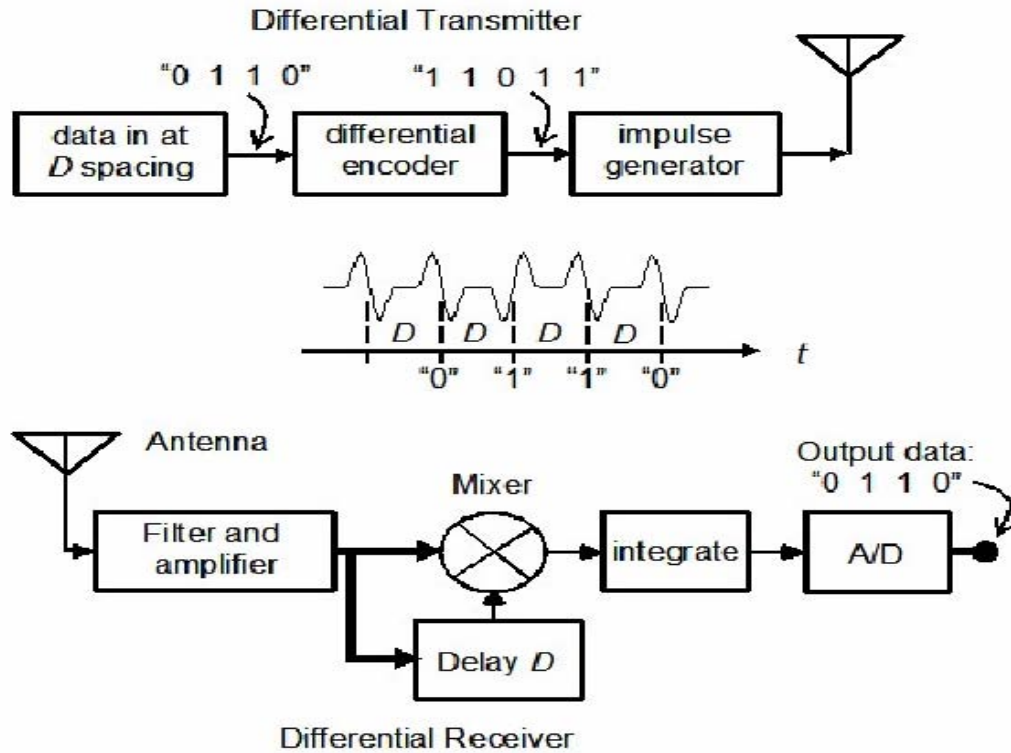 Differential Transmitter
“0 1 1 0”
“1 1 0 1 1”
data in at
D spacing
differential
encoder
impulse
generator
D D D D
t
“0” “1” “1” “0”
Antenna
Output data:
“0 1 1 0”
Mixer
Filter and
amplifier
integrate
A/D
Delay D
Differential Receiver